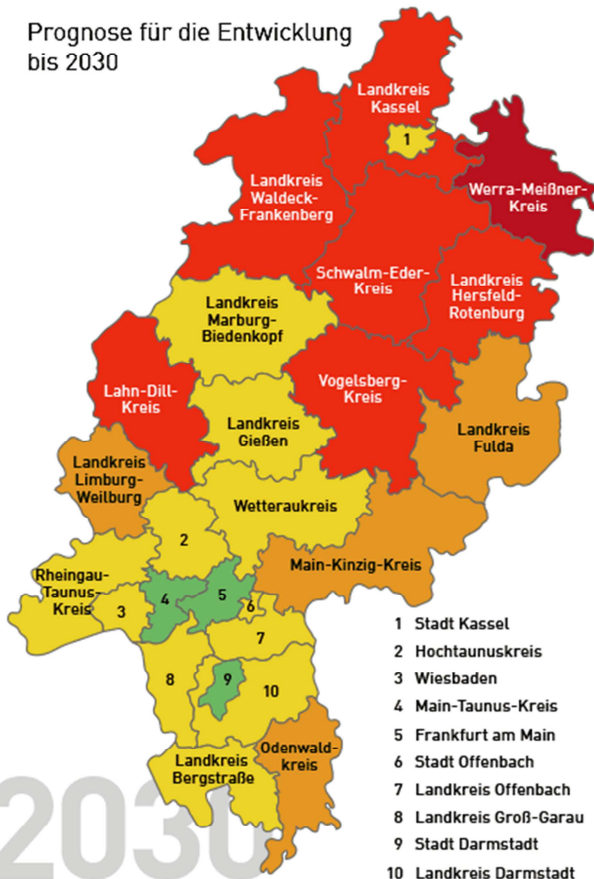 Prognose für die Entwicklung
bis 2030
Landkreis
Kassel
1
Landkreis
Waldeck-
Frankenberg
Werra-Meißner-
Kreis
Schwalm-Eder-
Kreis
Landkreis
Hersfeld-
Rotenburg
Landkreis
Marburg-
Biedenkopf
Lahn-Dill-
Kreis
Vogelsberg-
Kreis
Landkreis
Gießen
Landkreis
Fulda
Landkreis
Limburg-
Weilburg
Wetteraukreis
2
Main-Kinzig-Kreis
Rheingau-
Taunus-
Kreis
3
4
5
6
7
8
9
10
Landkreis
Bergstraße
Odenwald-
kreis
1 Stadt Kassel
2 Hochtaunuskreis
3 Wiesbaden
4 Main-Taunus-Kreis
5 Frankfurt am Main
6 Stadt Offenbach
7 Landkreis Offenbach
8 Landkreis Groß-Garau
9 Stadt Darmstadt
10 Landkreis Darmstadt
2030